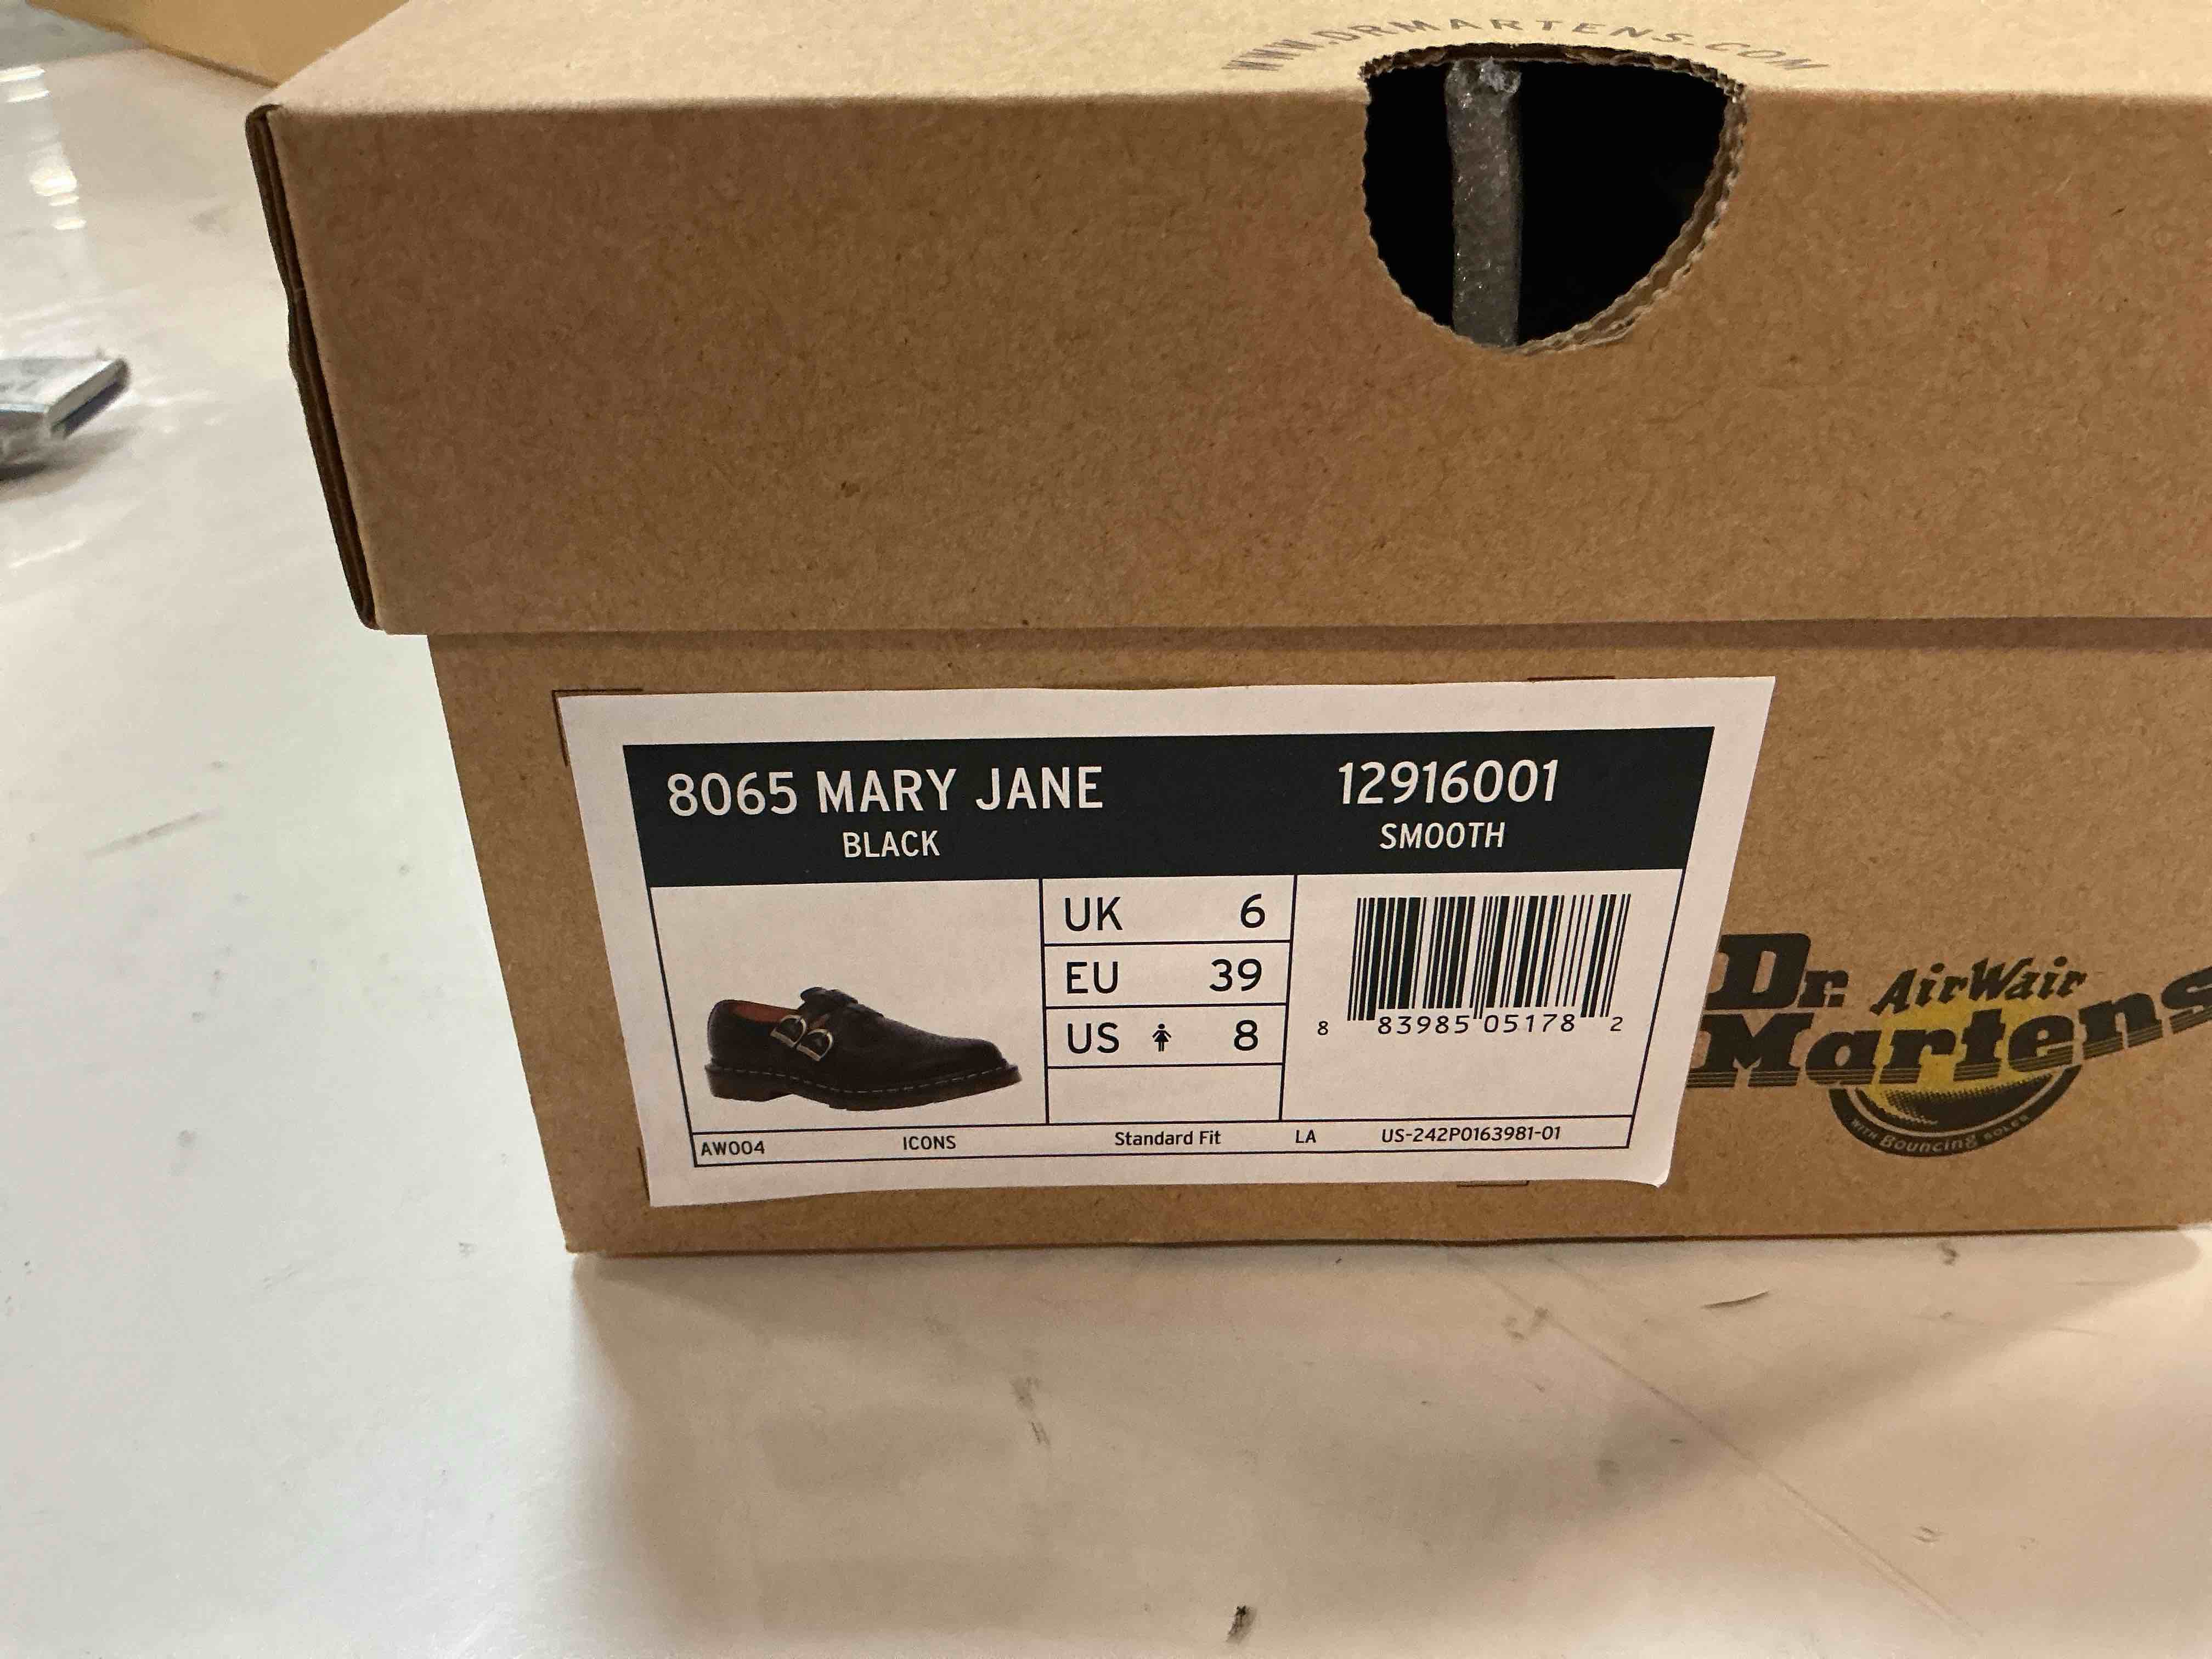 WWW.DRMARTENS.COM
8065 MARY JANE
BLACK
12916001
SMOOTH
UK 6
EU 39
US 8
8 83985 05178 2
AW004 ICONS Standard Fit LA US-242P0163981-01
Dr. AirWair
Martens
WITH Bouncing SOLES